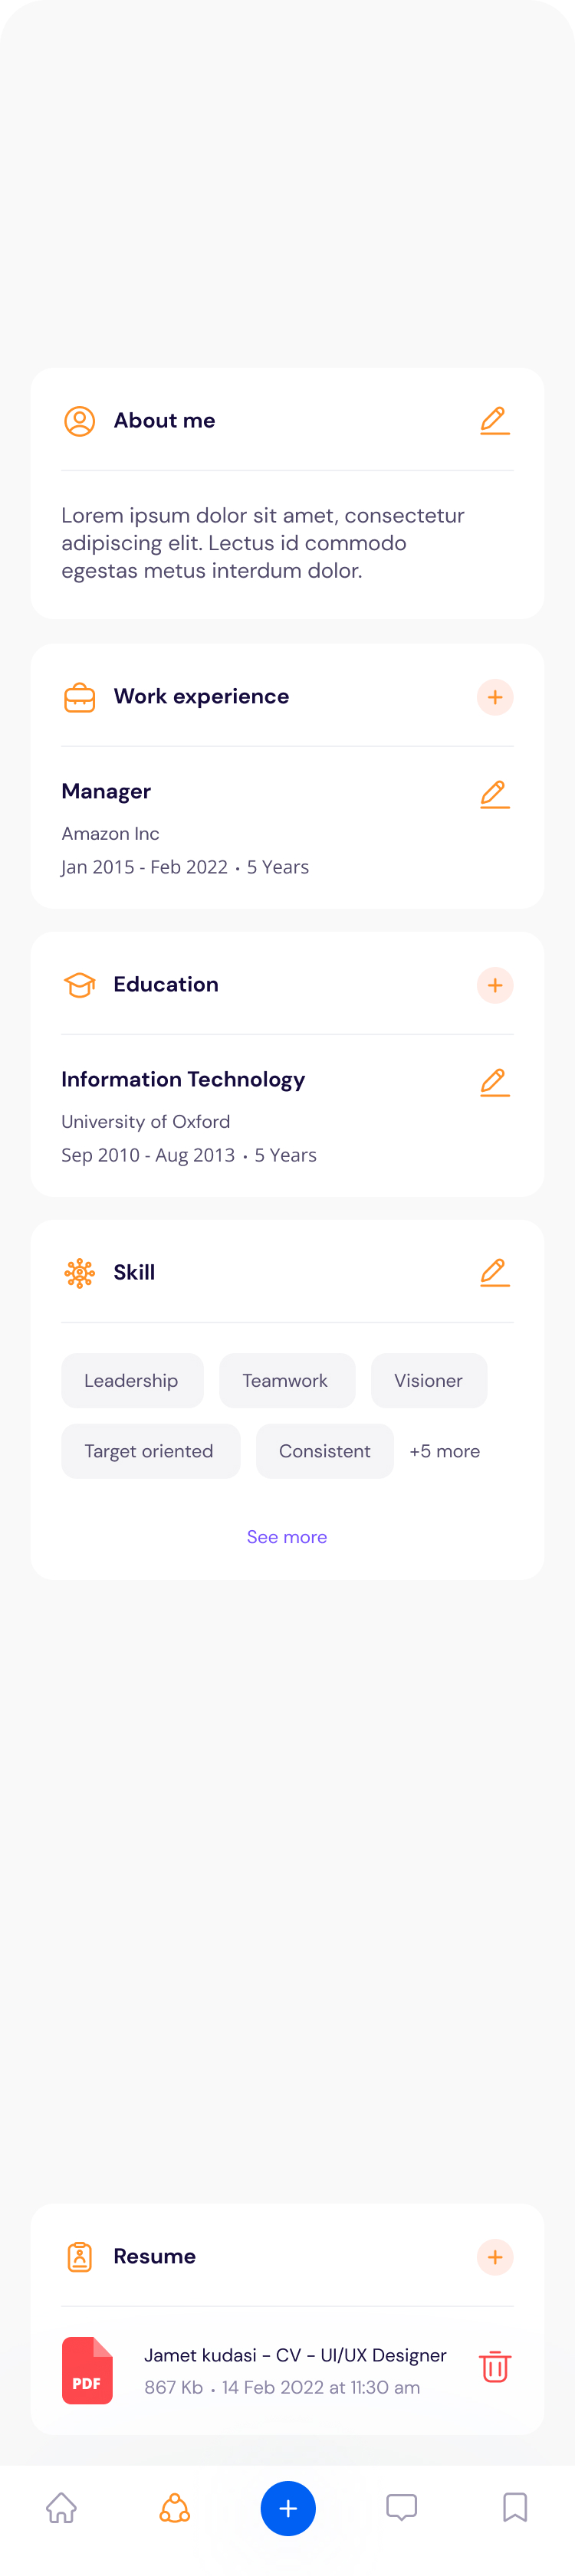 About me
Lorem ipsum dolor sit amet, consectetur
adipiscing elit. Lectus id commodo
egestas metus interdum dolor.
Work experience
Manager
Amazon Inc
Jan 2015 - Feb 2022 • 5 Years
Education
Information Technology
University of Oxford
Sep 2010 - Aug 2013 • 5 Years
Skill
Leadership Teamwork Visioner
Target oriented Consistent +5 more
See more
Resume
Jamet kudasi - CV - UI/UX Designer
PDF
867 Kb • 14 Feb 2022 at 11:30 am